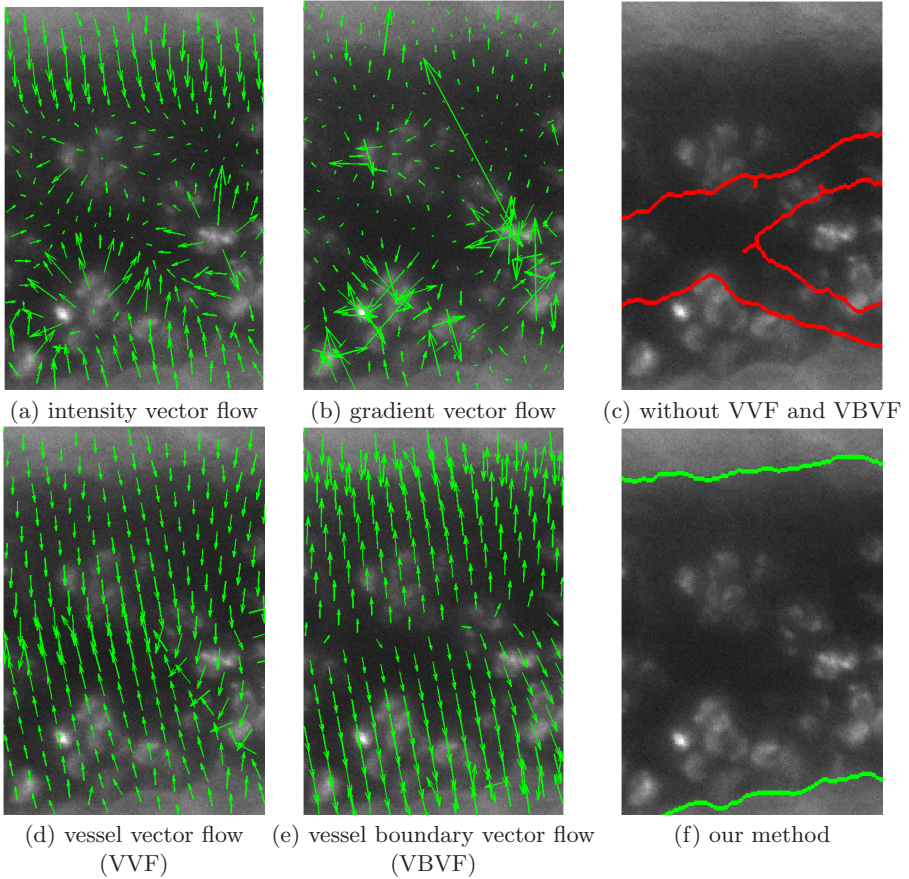 (a) intensity vector flow
(b) gradient vector flow
(c) without VVF and VBVF
(d) vessel vector flow
(VVF)
(e) vessel boundary vector flow
(VBVF)
(f) our method